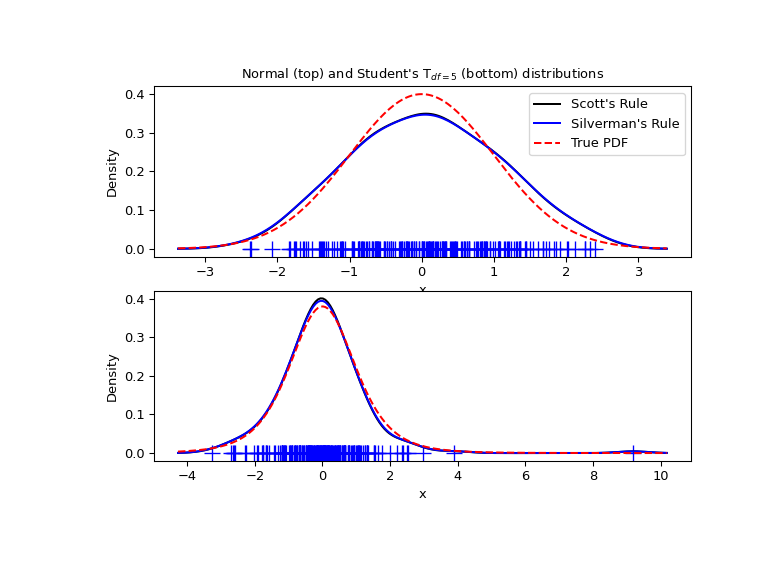 Normal (top) and Student's T df=5 (bottom) distributions
0.4
0.3
0.2
0.1
0.0
Density
Scott's Rule
Silverman's Rule
True PDF
−3 −2 −1 0 1 2 3
x
0.4
0.3
0.2
0.1
0.0
Density
−4 −2 0 2 4 6 8 10
x